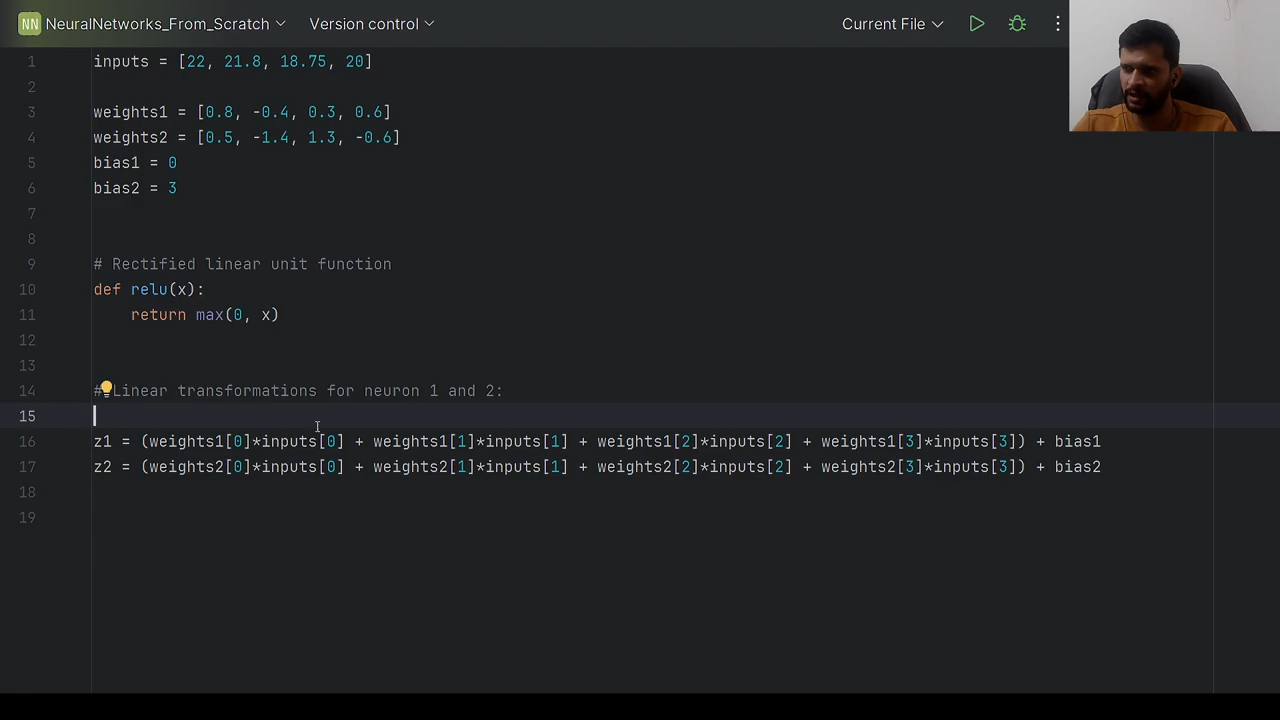 NN NeuralNetworks_From_Scratch Version control Current File
1 inputs = [22, 21.8, 18.75, 20]
2
3 weights1 = [0.8, -0.4, 0.3, 0.6]
4 weights2 = [0.5, -1.4, 1.3, -0.6]
5 bias1 = 0
6 bias2 = 3
7
8
9 # Rectified linear unit function
10 def relu(x):
11 return max(0, x)
12
13
14 # Linear transformations for neuron 1 and 2:
15
16 z1 = (weights1[0]*inputs[0] + weights1[1]*inputs[1] + weights1[2]*inputs[2] + weights1[3]*inputs[3]) + bias1
17 z2 = (weights2[0]*inputs[0] + weights2[1]*inputs[1] + weights2[2]*inputs[2] + weights2[3]*inputs[3]) + bias2
18
19